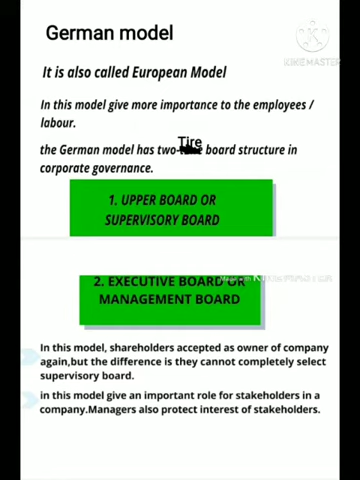 German model
KINEMASTER
It is also called European Model
In this model give more importance to the employees /
labour.
Tire
the German model has two- board structure in
corporate governance.
1. UPPER BOARD OR
SUPERVISORY BOARD
2. EXECUTIVE BOARD OR
MANAGEMENT BOARD
In this model, shareholders accepted as owner of company
again,but the difference is they cannot completely select
supervisory board.
in this model give an important role for stakeholders in a
company.Managers also protect interest of stakeholders.